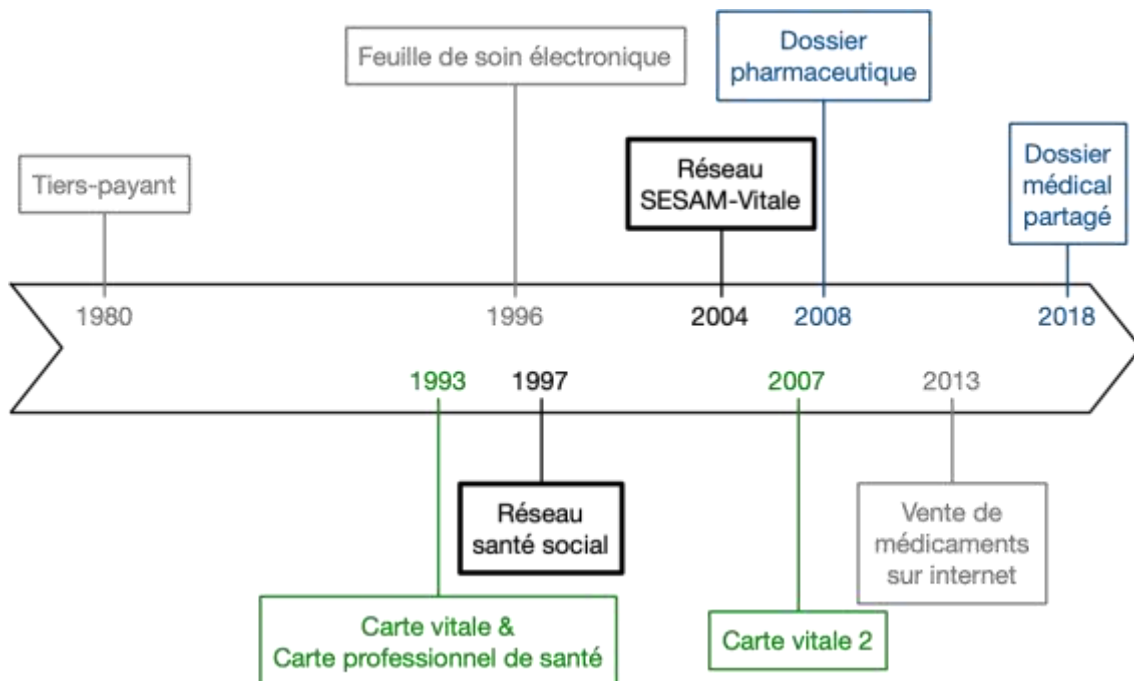 Feuille de soin électronique
Dossier
pharmaceutique
Tiers-payant
Réseau
SESAM-Vitale
Dossier
médical
partagé
1980
1996
2004
2008
2018
1993
1997
2007
2013
Réseau
santé social
Vente de
médicaments
sur internet
Carte vitale &
Carte professionnel de santé
Carte vitale 2